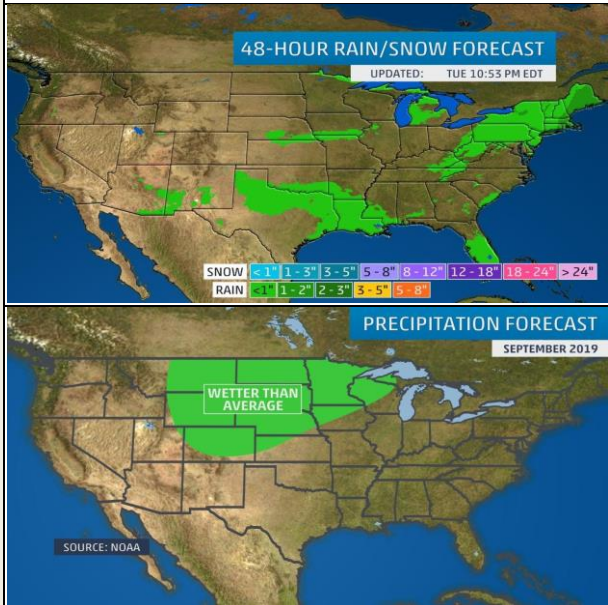 48-HOUR RAIN/SNOW FORECAST
UPDATED: TUE 10:53 PM EDT
SNOW <1" 1 - 3" 3 - 5" 5 - 8" 8 - 12" 12 - 18" 18 - 24" > 24"
RAIN <1" 1 - 2" 2 - 3" 3 - 5" 5 - 8"
PRECIPITATION FORECAST
SEPTEMBER 2019
WETTER THAN
AVERAGE
SOURCE: NOAA